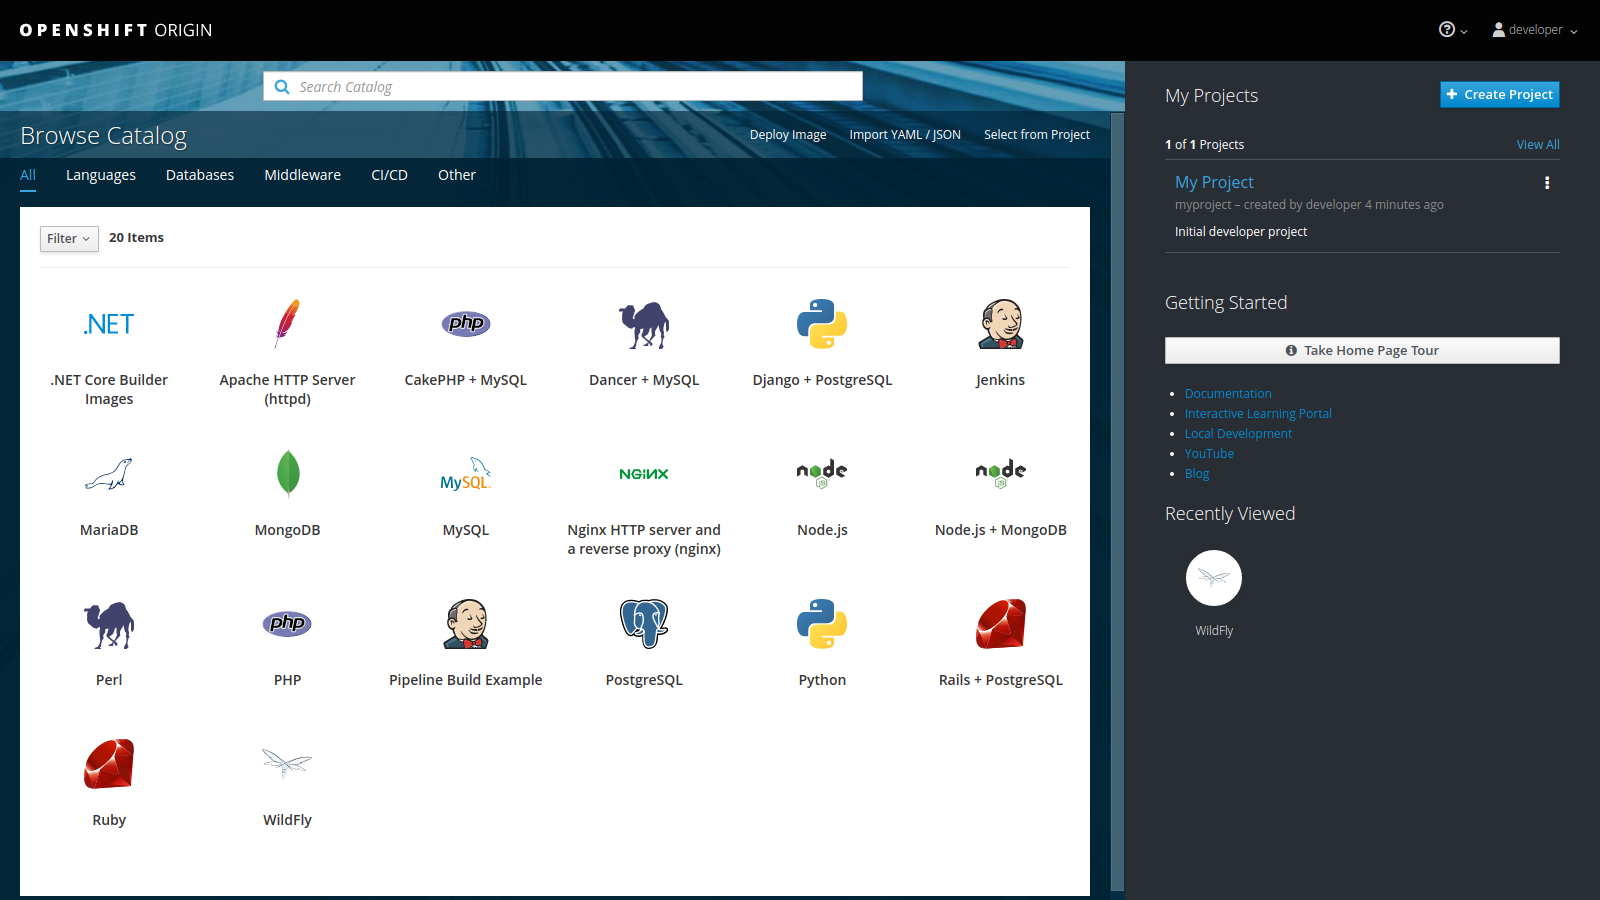 OPENSHIFT ORIGIN
developer
Search Catalog
Browse Catalog
Deploy Image
Import YAML / JSON
Select from Project
All
Languages
Databases
Middleware
CI/CD
Other
Filter
20 Items
.NET
php
.NET Core Builder
Images
Apache HTTP Server
(httpd)
CakePHP + MySQL
Dancer + MySQL
Django + PostgreSQL
Jenkins
MySQL
NGINX
node
JS
node
JS
MariaDB
MongoDB
MySQL
Nginx HTTP server and
a reverse proxy (nginx)
Node.js
Node.js + MongoDB
php
Perl
PHP
Pipeline Build Example
PostgreSQL
Python
Rails + PostgreSQL
Ruby
WildFly
My Projects
+ Create Project
1 of 1 Projects
View All
My Project
myproject – created by developer 4 minutes ago
Initial developer project
Getting Started
Take Home Page Tour
Documentation
Interactive Learning Portal
Local Development
YouTube
Blog
Recently Viewed
WildFly